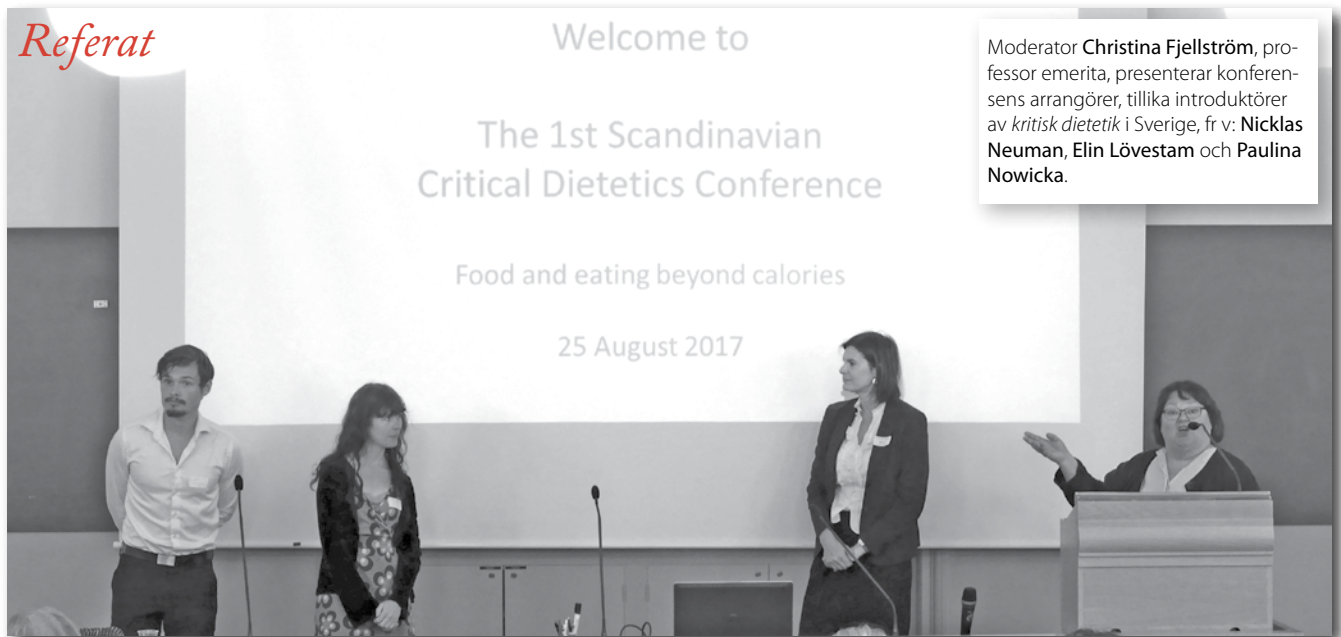 Referat
Welcome to
The 1st Scandinavian
Critical Dietetics Conference
Food and eating beyond calories
25 August 2017
Moderator Christina Fjellström, pro-
fessor emerita, presenterar konferen-
sens arrangörer, tillika introduktörer
av kritisk dietetik i Sverige, fr v: Nicklas
Neuman, Elin Lövestam och Paulina
Nowicka.